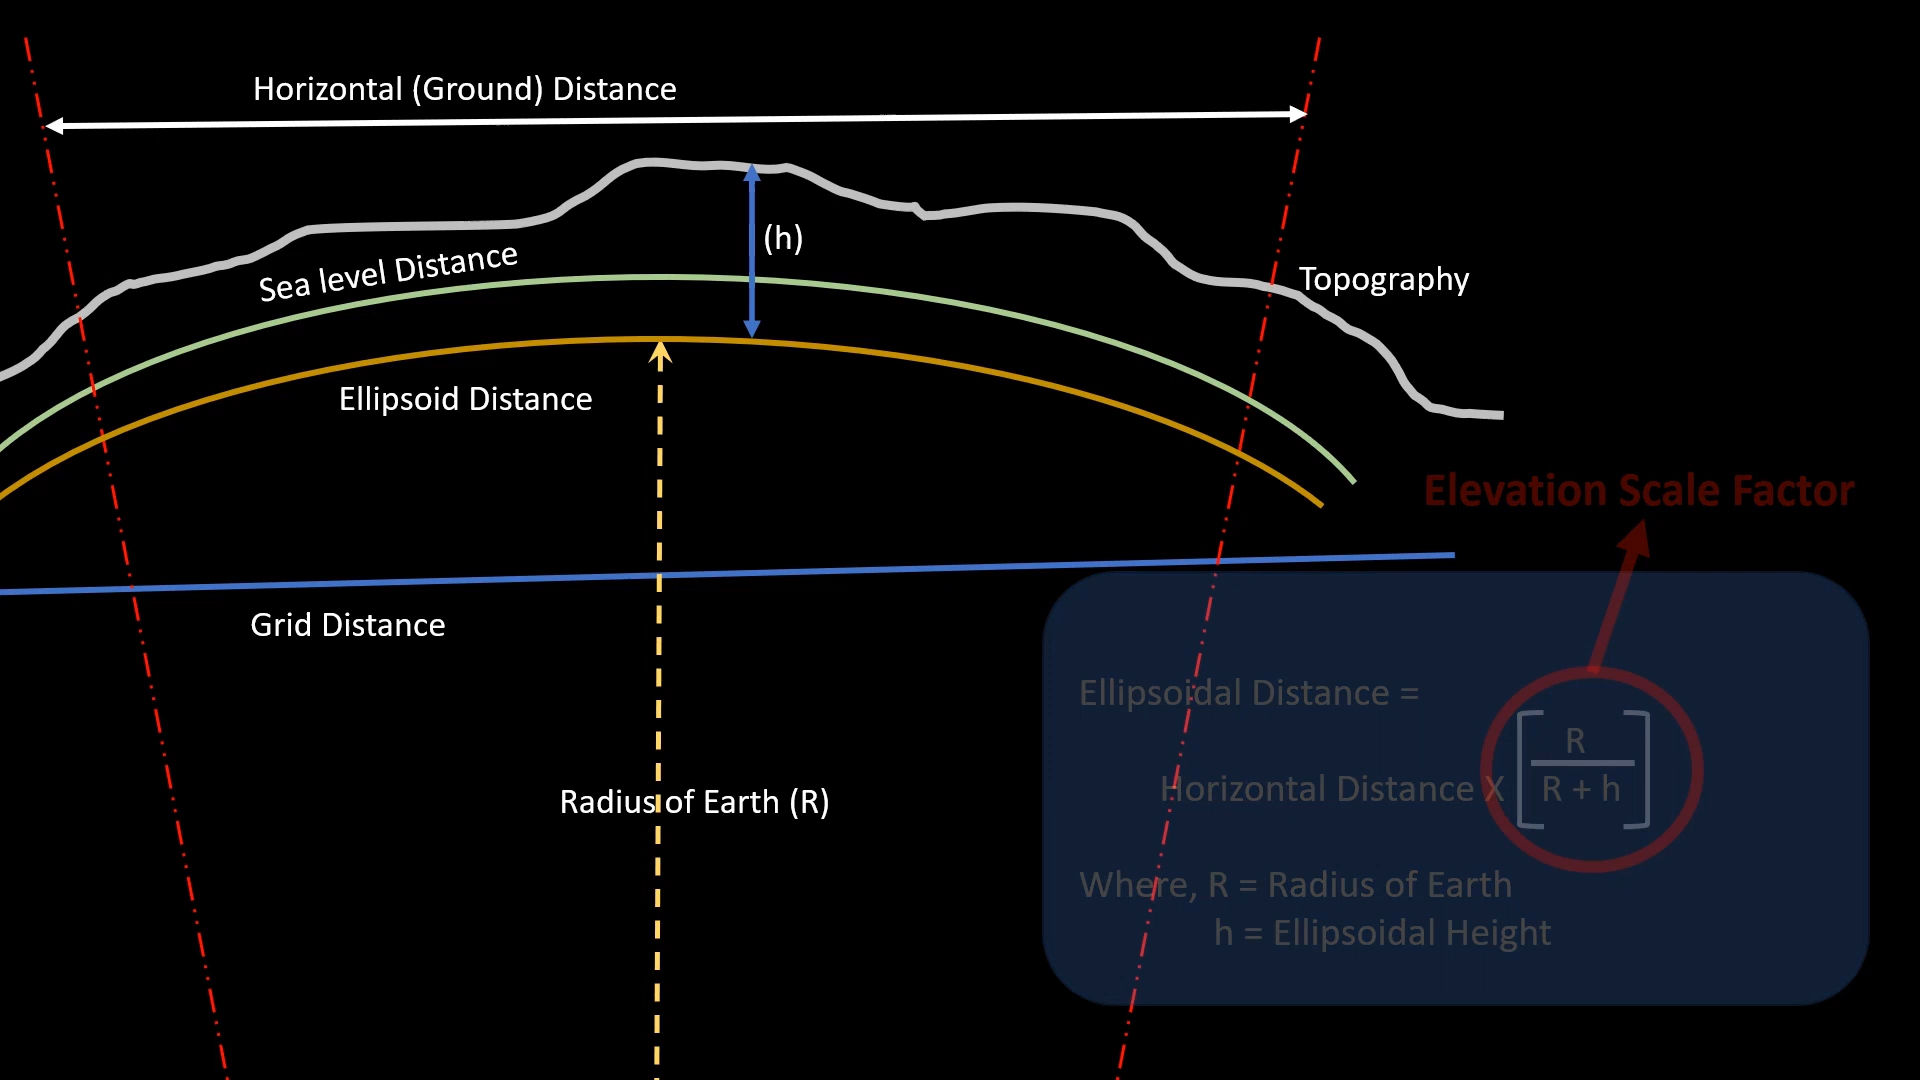 Horizontal (Ground) Distance
(h)
Sea level Distance
Topography
Ellipsoid Distance
Elevation Scale Factor
Grid Distance
Ellipsoidal Distance =
R
Horizontal Distance X
R + h
Radius of Earth (R)
Where, R = Radius of Earth
h = Ellipsoidal Height